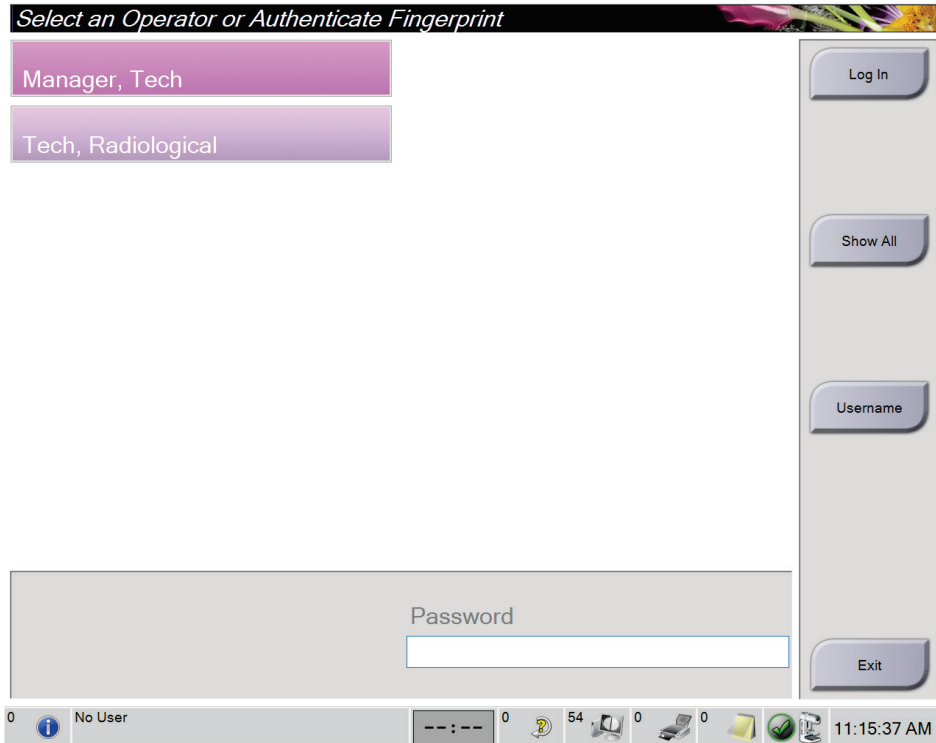 Select an Operator or Authenticate Fingerprint
Manager, Tech
Log In
Tech, Radiological
Show All
Username
Password
Exit
0
No User
--:--
0
54
0
0
11:15:37 AM